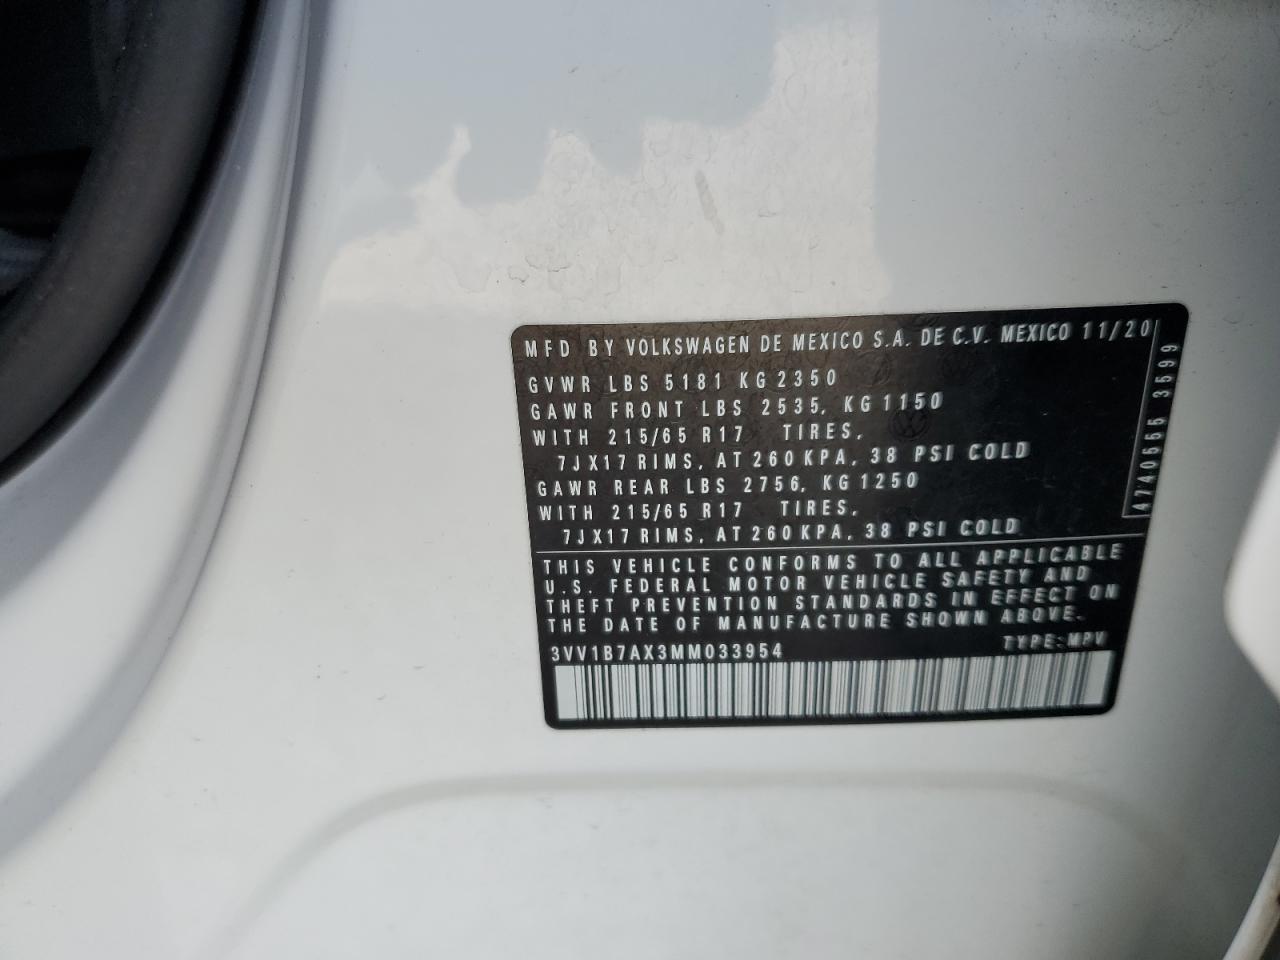 MFD BY VOLKSWAGEN DE MEXICO S.A. DE C.V. MEXICO 11/20
GVWR LBS 5181 KG 2350
GAWR FRONT LBS 2535, KG 1150
WITH 215/65 R17 TIRES,
7JX17 RIMS, AT 260 KPA, 38 PSI COLD
GAWR REAR LBS 2756, KG 1250
WITH 215/65 R17 TIRES,
7JX17 RIMS, AT 260 KPA, 38 PSI COLD
4740555 3599
THIS VEHICLE CONFORMS TO ALL APPLICABLE
U.S. FEDERAL MOTOR VEHICLE SAFETY AND
THEFT PREVENTION STANDARDS IN EFFECT ON
THE DATE OF MANUFACTURE SHOWN ABOVE.
3VV1B7AX3MM033954 TYPE:MPV